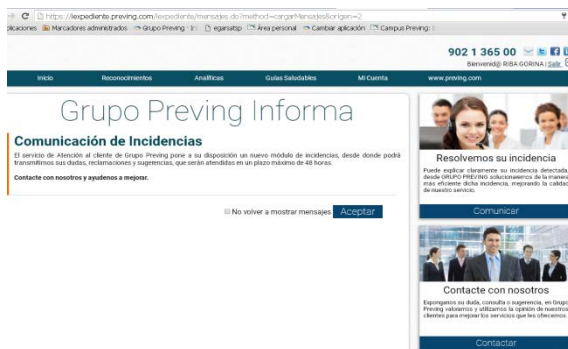 https://expediente.preving.com/expediente/mensajes.do?method=cargarMensajes&origen=2
Marcadores administrados Grupo Preving egarsatsp Área personal Cambiar aplicación Campus Preving
902 1 365 00
Bienvenid@ RIBA GORINA | Salir
Inicio Reconocimientos Analíticas Guías Saludables Mi Cuenta www.preving.com
Grupo Preving Informa
Comunicación de Incidencias
El servicio de Atención al cliente de Grupo Preving pone a su disposición un nuevo módulo de incidencias, desde donde podrá
transmitirnos sus dudas, reclamaciones y sugerencias, que serán atendidas en un plazo máximo de 48 horas.
Contacte con nosotros y ayudenos a mejorar.
No volver a mostrar mensajes Aceptar
Resolvemos su incidencia
Puede explicar claramente su incidencia detectada,
desde GRUPO PREVING solucionaremos de la manera
más eficiente dicha incidencia, mejorando la calidad
de nuestro servicio.
Comunicar
Contacte con nosotros
Exponganos su duda, consulta o sugerencia, en Grupo
Preving valoramos y utilizamos la opinión de nuestros
clientes para mejorar los servicios que les ofrecemos.
Contactar